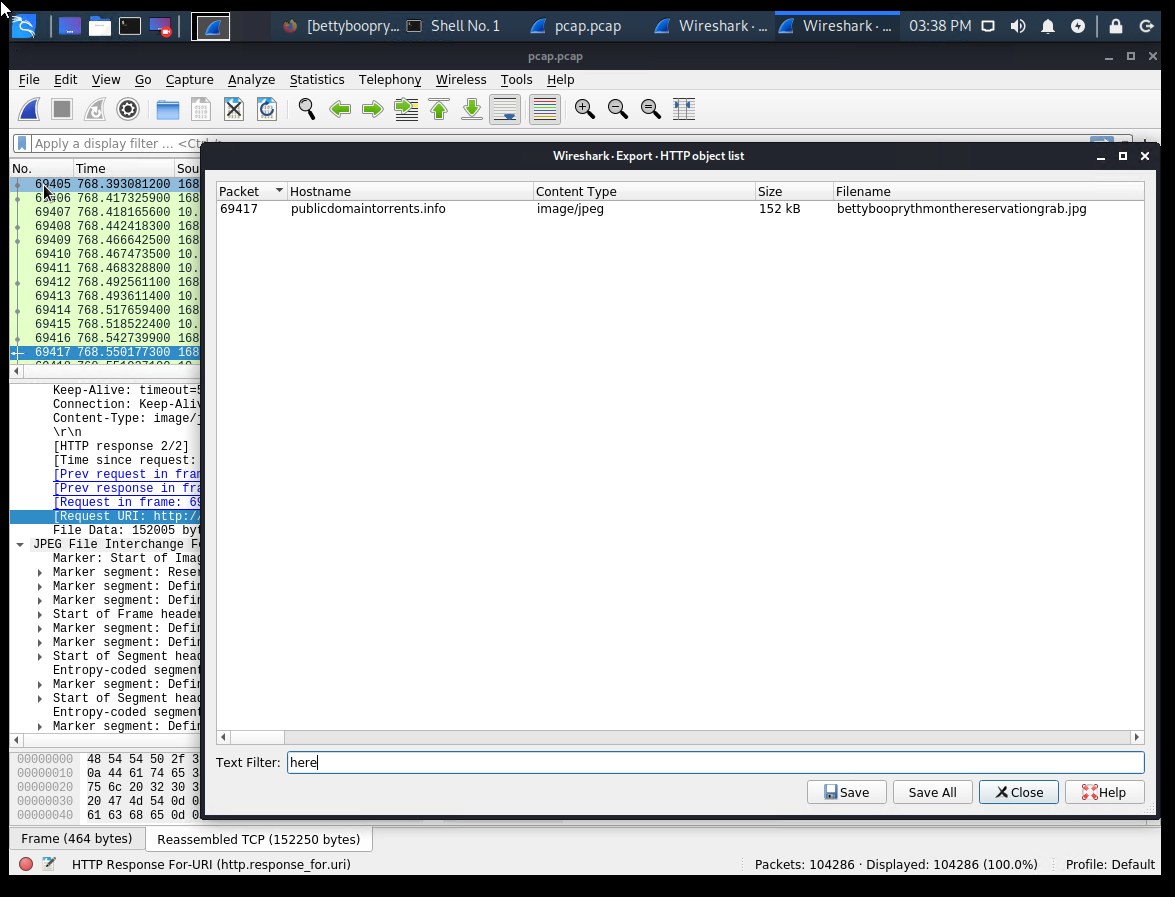 [bettyboopry... Shell No. 1 pcap.pcap Wireshark · ... Wireshark · ... 03:38 PM
pcap.pcap
File Edit View Go Capture Analyze Statistics Telephony Wireless Tools Help
Apply a display filter ... <Ctrl-/>
No. Time Sou
69405 768.393081200 168
69406 768.417325900 168
69407 768.418165600 10.
69408 768.442418300 168
69409 768.466642500 168
69410 768.467473500 10.
69411 768.468328800 10.
69412 768.492561100 168
69413 768.493611400 10.
69414 768.517659400 168
69415 768.518522400 10.
69416 768.542739900 168
69417 768.550177300 168
Keep-Alive: timeout=5
Connection: Keep-Aliv
Content-Type: image/j
\r\n
[HTTP response 2/2]
[Time since request:
[Prev request in fram
[Prev response in fra
[Request in frame: 69
[Request URI: http://
File Data: 152005 byt
JPEG File Interchange Fo
Marker: Start of Imag
Marker segment: Reser
Marker segment: Defin
Marker segment: Defin
Start of Frame header
Marker segment: Defin
Marker segment: Defin
Start of Segment head
Entropy-coded segment
Marker segment: Defin
Start of Segment head
Entropy-coded segment
Marker segment: Defin
00000000 48 54 54 50 2f 3
00000010 0a 44 61 74 65 3
00000020 75 6c 20 32 30 3
00000030 20 47 4d 54 0d 0
00000040 61 63 68 65 0d 0
Frame (464 bytes) Reassembled TCP (152250 bytes)
HTTP Response For-URI (http.response_for.uri) Packets: 104286 · Displayed: 104286 (100.0%) Profile: Default
Wireshark · Export · HTTP object list
Packet Hostname Content Type Size Filename
69417 publicdomaintorrents.info image/jpeg 152 kB bettybooprythmonthereservationgrab.jpg
Text Filter: here
Save Save All Close Help